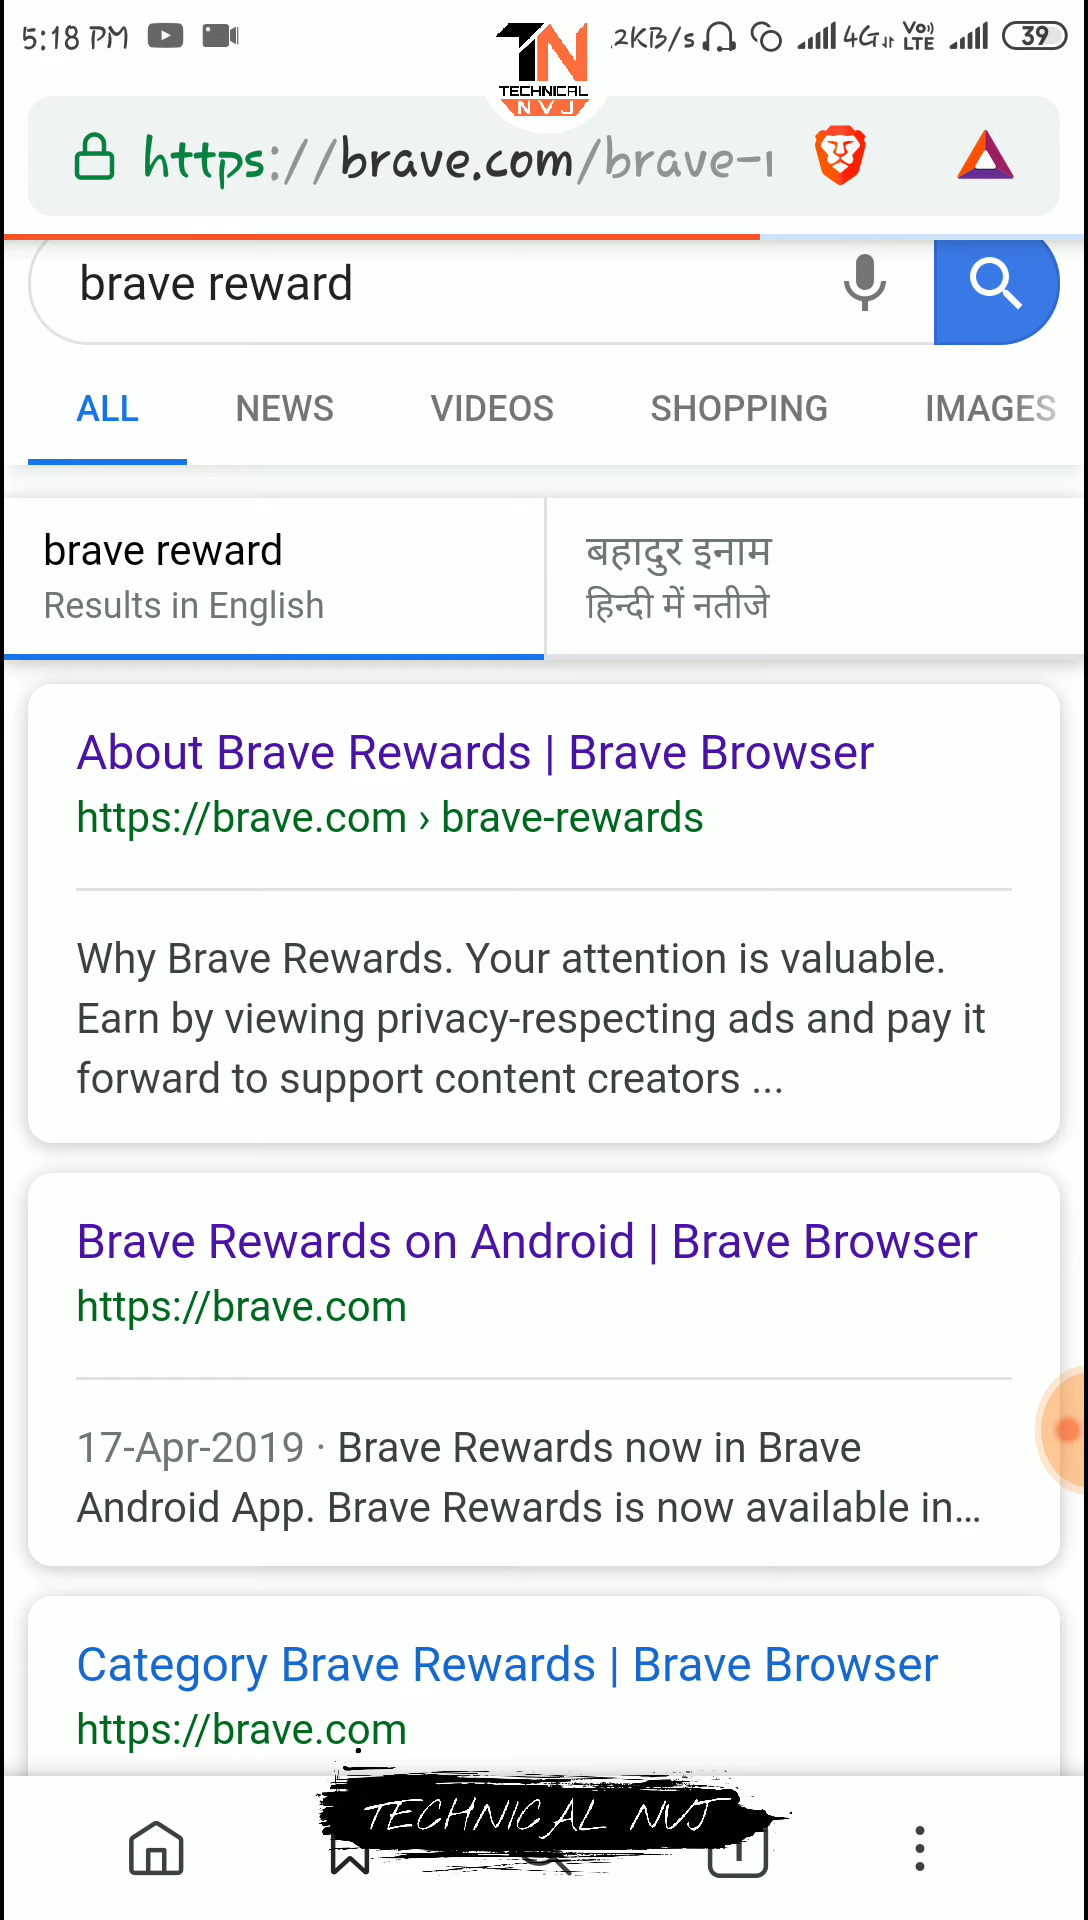 5:18 PM
.2KB/s 4G VoLTE 39
TECHNICAL
NVJ
https://brave.com/brave-r
brave reward
ALL NEWS VIDEOS SHOPPING IMAGES
brave reward
Results in English
बहादुर इनाम
हिन्दी में नतीजे
About Brave Rewards | Brave Browser
https://brave.com › brave-rewards
Why Brave Rewards. Your attention is valuable.
Earn by viewing privacy-respecting ads and pay it
forward to support content creators ...
Brave Rewards on Android | Brave Browser
https://brave.com
17-Apr-2019 · Brave Rewards now in Brave
Android App. Brave Rewards is now available in...
Category Brave Rewards | Brave Browser
https://brave.com
TECHNICAL NVJ